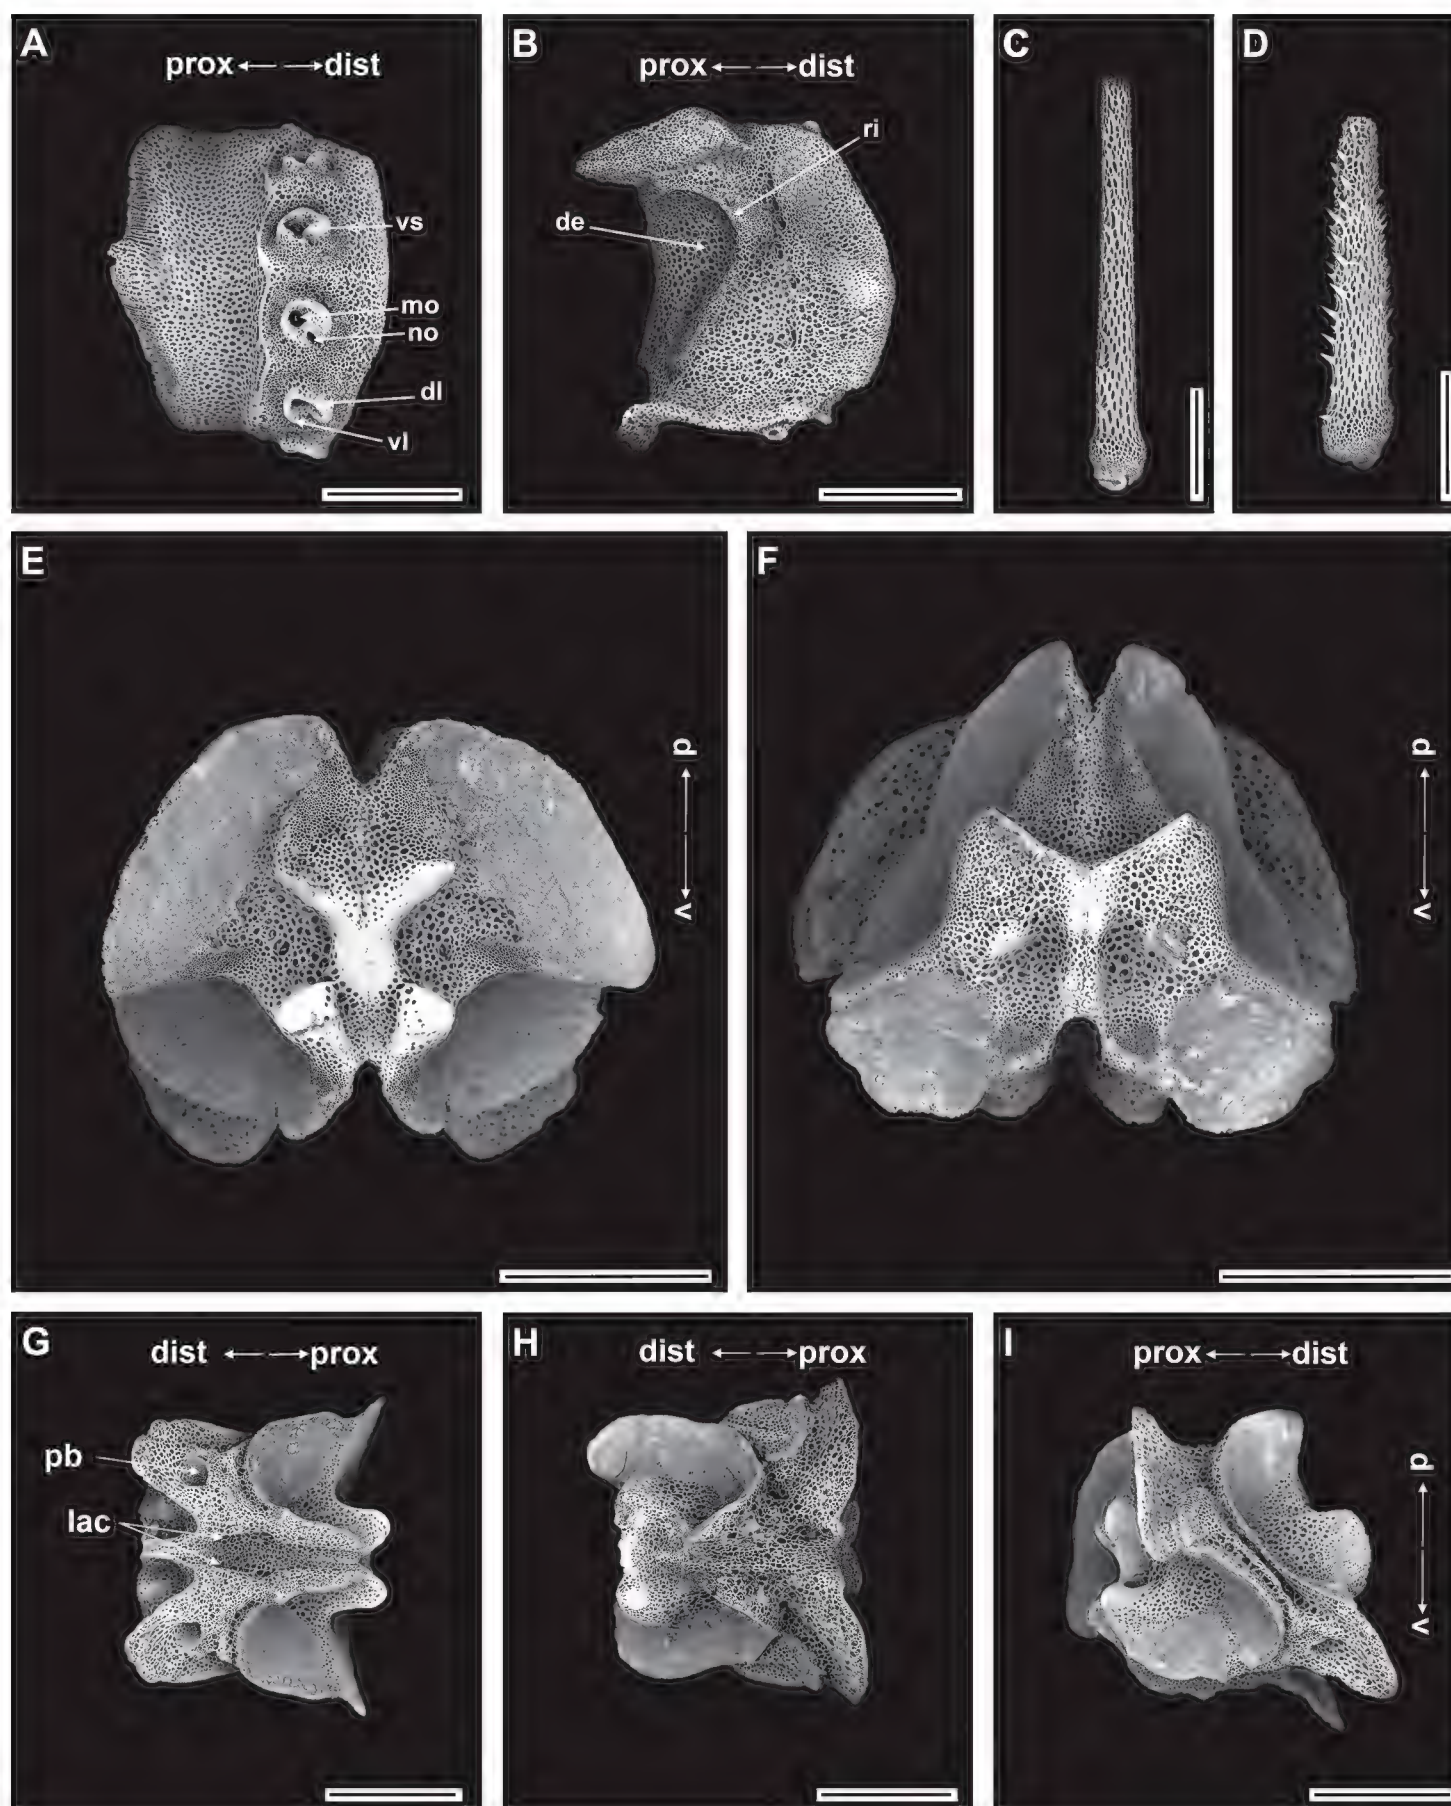 A
prox ←→ dist
vs
mo
no
dl
vl
B
prox ←→ dist
ri
de
C
D
E
d
v
F
d
v
G
dist ←→ prox
pb
lac
H
dist ←→ prox
I
prox ←→ dist
d
v